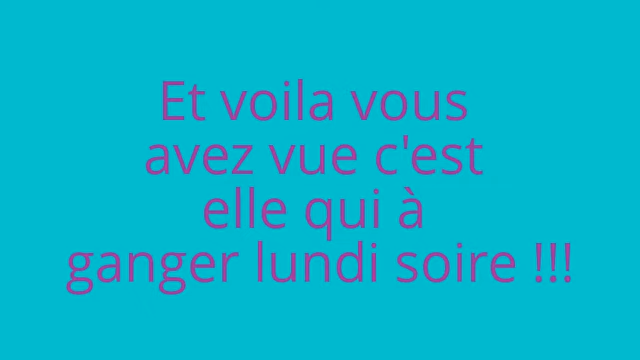 Et voila vous
avez vue c'est
elle qui à
ganger lundi soire !!!